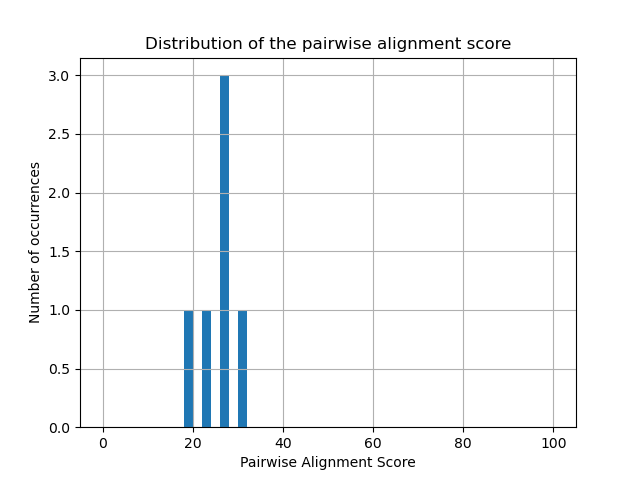 Distribution of the pairwise alignment score
3.0
2.5
2.0
1.5
1.0
0.5
0.0
Number of occurrences
0 20 40 60 80 100
Pairwise Alignment Score